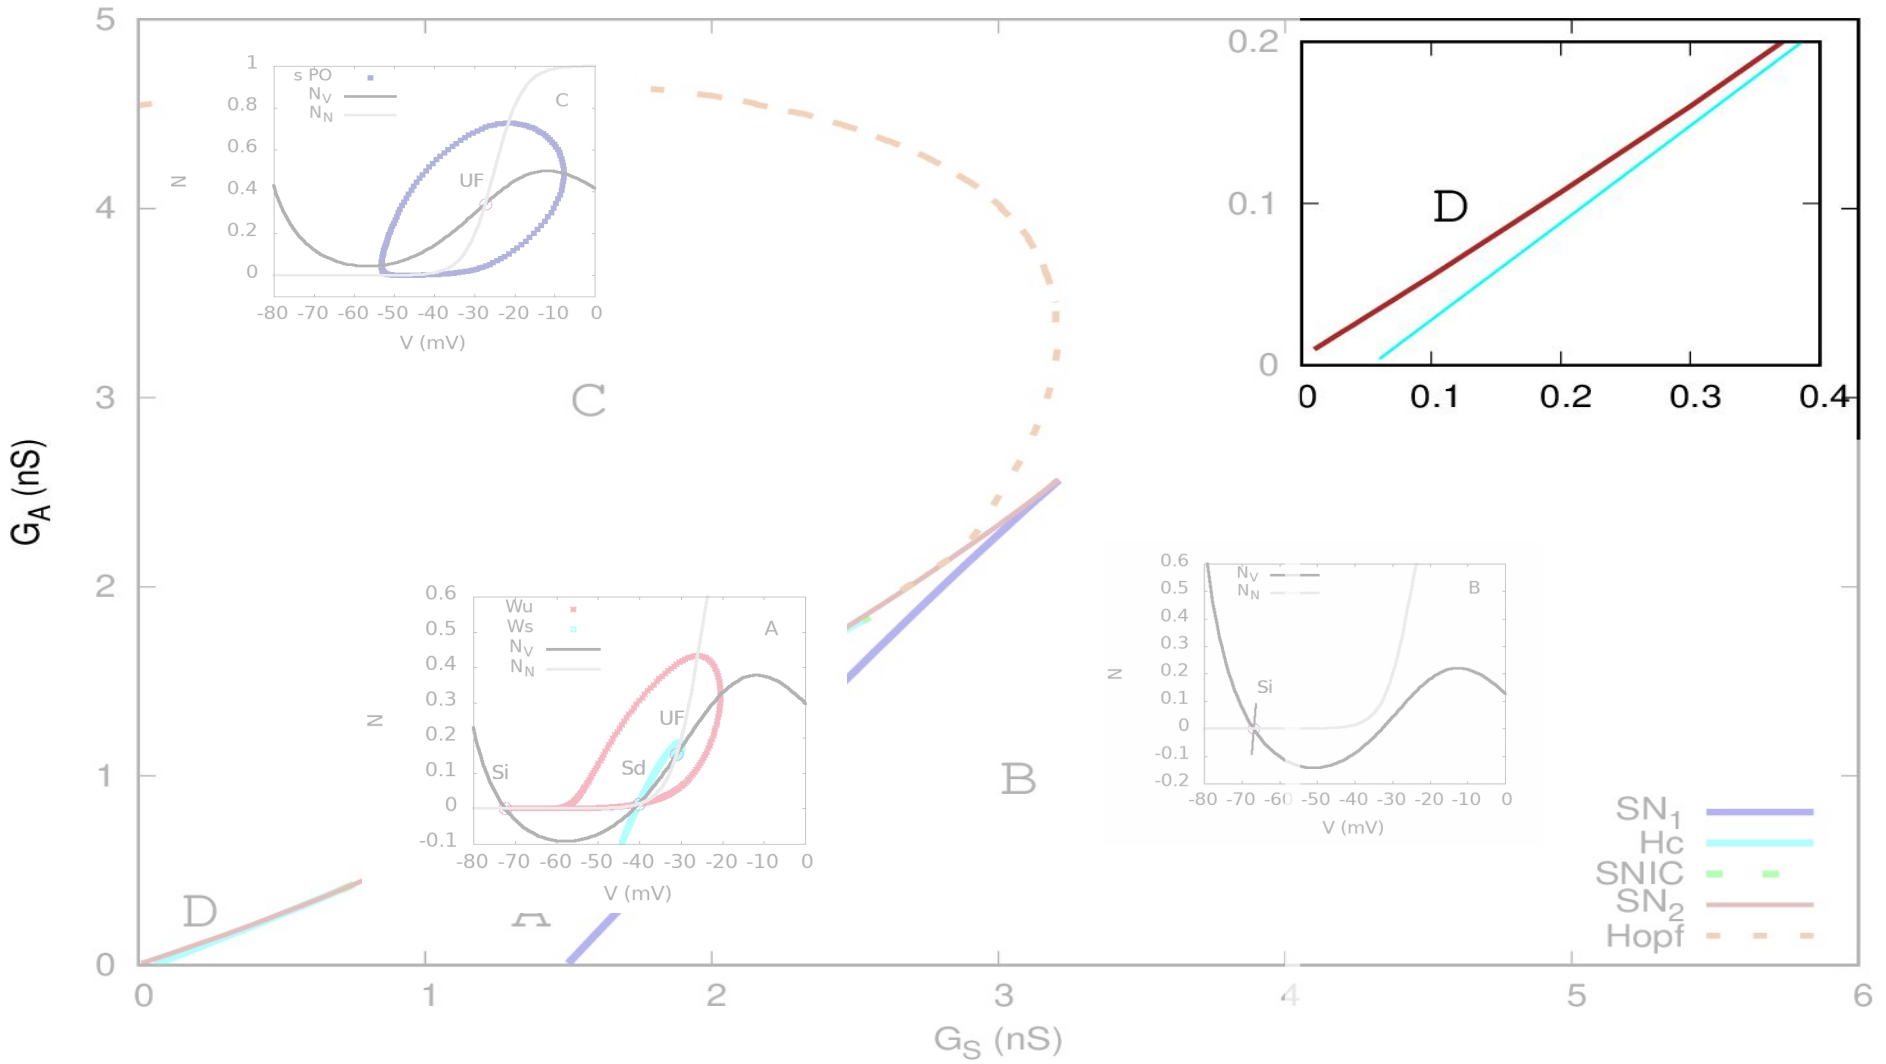 5
4
3
2
1
0
0 1 2 3 4 5 6
G_A (nS)
G_S (nS)
s PO
N_V
N_N
C
UF
N
1
0.8
0.6
0.4
0.2
0
-80 -70 -60 -50 -40 -30 -20 -10 0
V (mV)
0.2
0.1
0
D
0 0.1 0.2 0.3 0.4
C
Wu
Ws
N_V
N_N
A
UF
Sd
Si
N
0.6
0.5
0.4
0.3
0.2
0.1
0
-0.1
-80 -70 -60 -50 -40 -30 -20 -10 0
V (mV)
N_V
N_N
B
Si
N
0.6
0.5
0.4
0.3
0.2
0.1
0
-0.1
-0.2
-80 -70 -60 -50 -40 -30 -20 -10 0
V (mV)
B
D
A
SN_1
Hc
SNIC
SN_2
Hopf